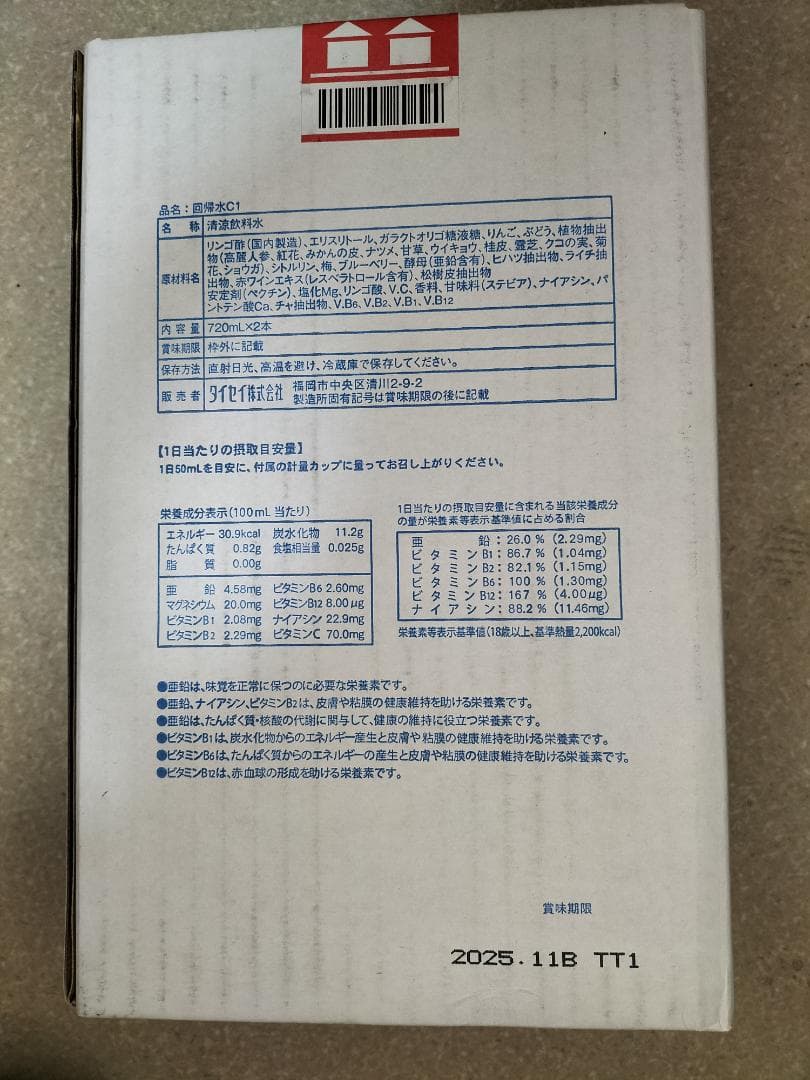 品名：回帰水C1
名 称 清涼飲料水
原材料名 リンゴ酢(国内製造)、エリスリトール、ガラクトオリゴ糖液糖、りんご、ぶどう、植物抽出
物(高麗人参、紅花、みかんの皮、ナツメ、甘草、ウイキョウ、桂皮、霊芝、クコの実、菊
花、ショウガ)、シトルリン、梅、ブルーベリー、酵母(亜鉛含有)、ヒハツ抽出物、ライチ抽
出物、赤ワインエキス(レスベラトロール含有)、松樹皮抽出物
安定剤(ペクチン)、塩化Mg、リンゴ酸、V.C、香料、甘味料(ステビア)、ナイアシン、パ
ントテン酸Ca、チャ抽出物、V.B6、V.B2、V.B1、V.B12
内容量 720mL×2本
賞味期限 枠外に記載
保存方法 直射日光、高温を避け、冷蔵庫で保存してください。
販売者 タイセイ株式会社 福岡市中央区清川2-9-2
製造所固有記号は賞味期限の後に記載
【1日当たりの摂取目安量】
1日50mLを目安に、付属の計量カップに量ってお召し上がりください。
栄養成分表示(100mL 当たり)
エネルギー 30.9kcal 炭水化物 11.2g
たんぱく質 0.82g 食塩相当量 0.025g
脂 質 0.00g
亜 鉛 4.58mg ビタミンB6 2.60mg
マグネシウム 20.0mg ビタミンB12 8.00μg
ビタミンB1 2.08mg ナイアシン 22.9mg
ビタミンB2 2.29mg ビタミンC 70.0mg
1日当たりの摂取目安量に含まれる当該栄養成分
の量が栄養素等表示基準値に占める割合
亜 鉛：26.0％(2.29mg)
ビタミンB1：86.7％(1.04mg)
ビタミンB2：82.1％(1.15mg)
ビタミンB6：100％(1.30mg)
ビタミンB12：167％(4.00μg)
ナイアシン：88.2％(11.46mg)
栄養素等表示基準値(18歳以上、基準熱量2,200kcal)
●亜鉛は、味覚を正常に保つのに必要な栄養素です。
●亜鉛、ナイアシン、ビタミンB2は、皮膚や粘膜の健康維持を助ける栄養素です。
●亜鉛は、たんぱく質・核酸の代謝に関与して、健康の維持に役立つ栄養素です。
●ビタミンB1は、炭水化物からのエネルギー産生と皮膚や粘膜の健康維持を助ける栄養素です。
●ビタミンB6は、たんぱく質からのエネルギーの産生と皮膚や粘膜の健康維持を助ける栄養素です。
●ビタミンB12は、赤血球の形成を助ける栄養素です。
賞味期限
2025.11B TT1